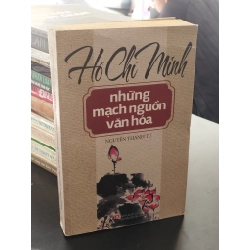 Hồ Chí Minh
những
mạch nguồn
văn hóa
NGUYỄN THANH TÚ